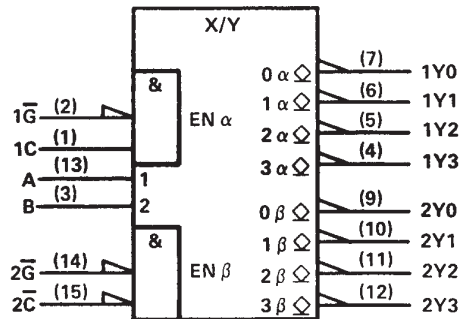 X/Y
&
1G̅ (2) EN α
1C (1)
A (13) 1
B (3) 2
&
2G̅ (14) EN β
2C̅ (15)
0 α (7) 1Y0
1 α (6) 1Y1
2 α (5) 1Y2
3 α (4) 1Y3
0 β (9) 2Y0
1 β (10) 2Y1
2 β (11) 2Y2
3 β (12) 2Y3